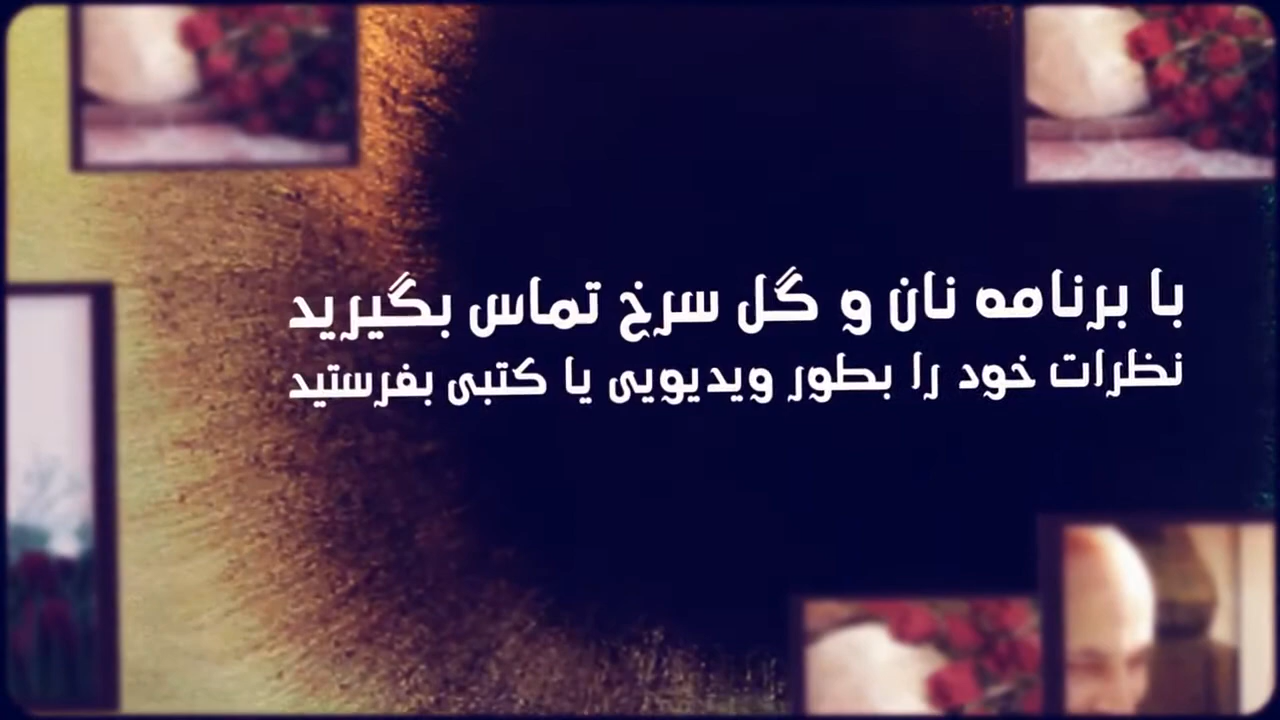 با برنامه نان و گل سرخ تماس بگیرید
نظرات خود را بطور ویدیویی یا کتبی بفرستید